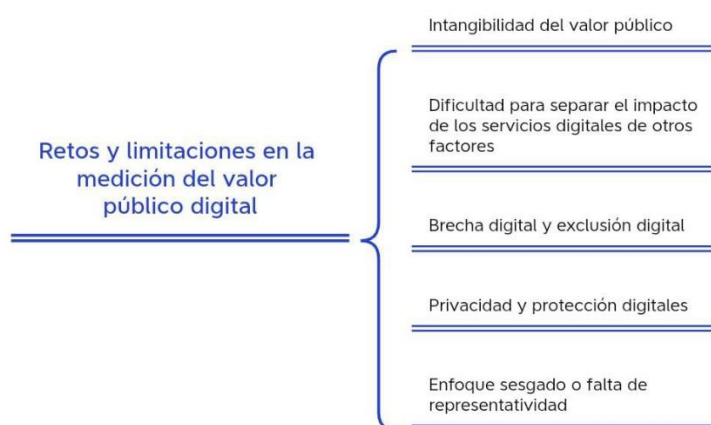 Retos y limitaciones en la
medición del valor
público digital
Intangibilidad del valor público
Dificultad para separar el impacto
de los servicios digitales de otros
factores
Brecha digital y exclusión digital
Privacidad y protección digitales
Enfoque sesgado o falta de
representatividad